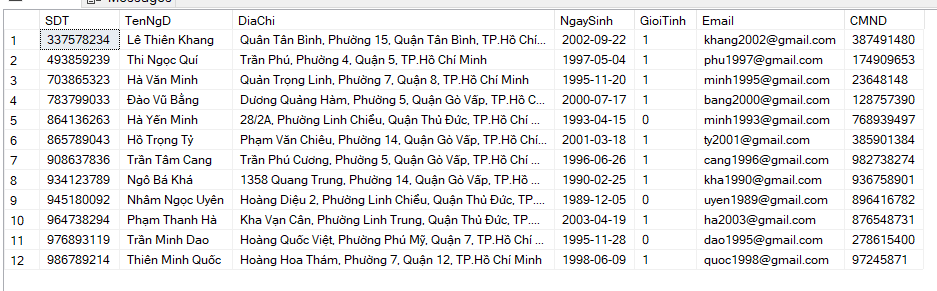 Messages
SDT TenNgD DiaChi NgaySinh GioiTinh Email CMND
1 337578234 Lê Thiên Khang Quân Tân Bình, Phường 15, Quận Tân Bình, TP.Hồ Chí... 2002-09-22 1 khang2002@gmail.com 387491480
2 493859239 Thi Ngọc Quí Trần Phú, Phường 4, Quận 5, TP.Hồ Chí Minh 1997-05-04 1 phu1997@gmail.com 174909653
3 703865323 Hà Văn Minh Quản Trọng Linh, Phường 7, Quận 8, TP.Hồ Chí Minh 1995-11-20 1 minh1995@gmail.com 23648148
4 783799033 Đảo Vũ Bằng Dương Quảng Hàm, Phường 5, Quận Gò Vấp, TP.Hồ C... 2000-07-17 1 bang2000@gmail.com 128757390
5 864136263 Hà Yến Minh 28/2A, Phường Linh Chiểu, Quận Thủ Đức, TP.Hồ Chí ... 1993-04-15 0 minh1993@gmail.com 768939497
6 865789043 Hồ Trọng Tỷ Phạm Văn Chiêu, Phường 14, Quận Gò Vấp, TP.Hồ Chí... 2001-03-18 1 ty2001@gmail.com 385901384
7 908637836 Trần Tâm Cang Trần Phú Cương, Phường 5, Quận Gò Vấp, TP.Hồ Chí... 1996-06-26 1 cang1996@gmail.com 982738274
8 934123789 Ngô Bá Khá 1358 Quang Trung, Phường 14, Quận Gò Vấp, TP.Hồ C... 1990-02-25 1 kha1990@gmail.com 936758901
9 945180092 Nhâm Ngọc Uyên Hoàng Diệu 2, Phường Linh Chiểu, Quận Thủ Đức, TP.... 1989-12-05 0 uyen1989@gmail.com 896416782
10 964738294 Phạm Thanh Hà Kha Vạn Cân, Phường Linh Trung, Quận Thủ Đức, TP.... 2003-04-19 1 ha2003@gmail.com 876548731
11 976893119 Trần Minh Dao Hoàng Quốc Việt, Phường Phú Mỹ, Quận 7, TP.Hồ Chí ... 1995-11-28 0 dao1995@gmail.com 278615400
12 986789214 Thiên Minh Quốc Hoàng Hoa Thám, Phường 7, Quận 12, TP.Hồ Chí Minh 1998-06-09 1 quoc1998@gmail.com 97245871